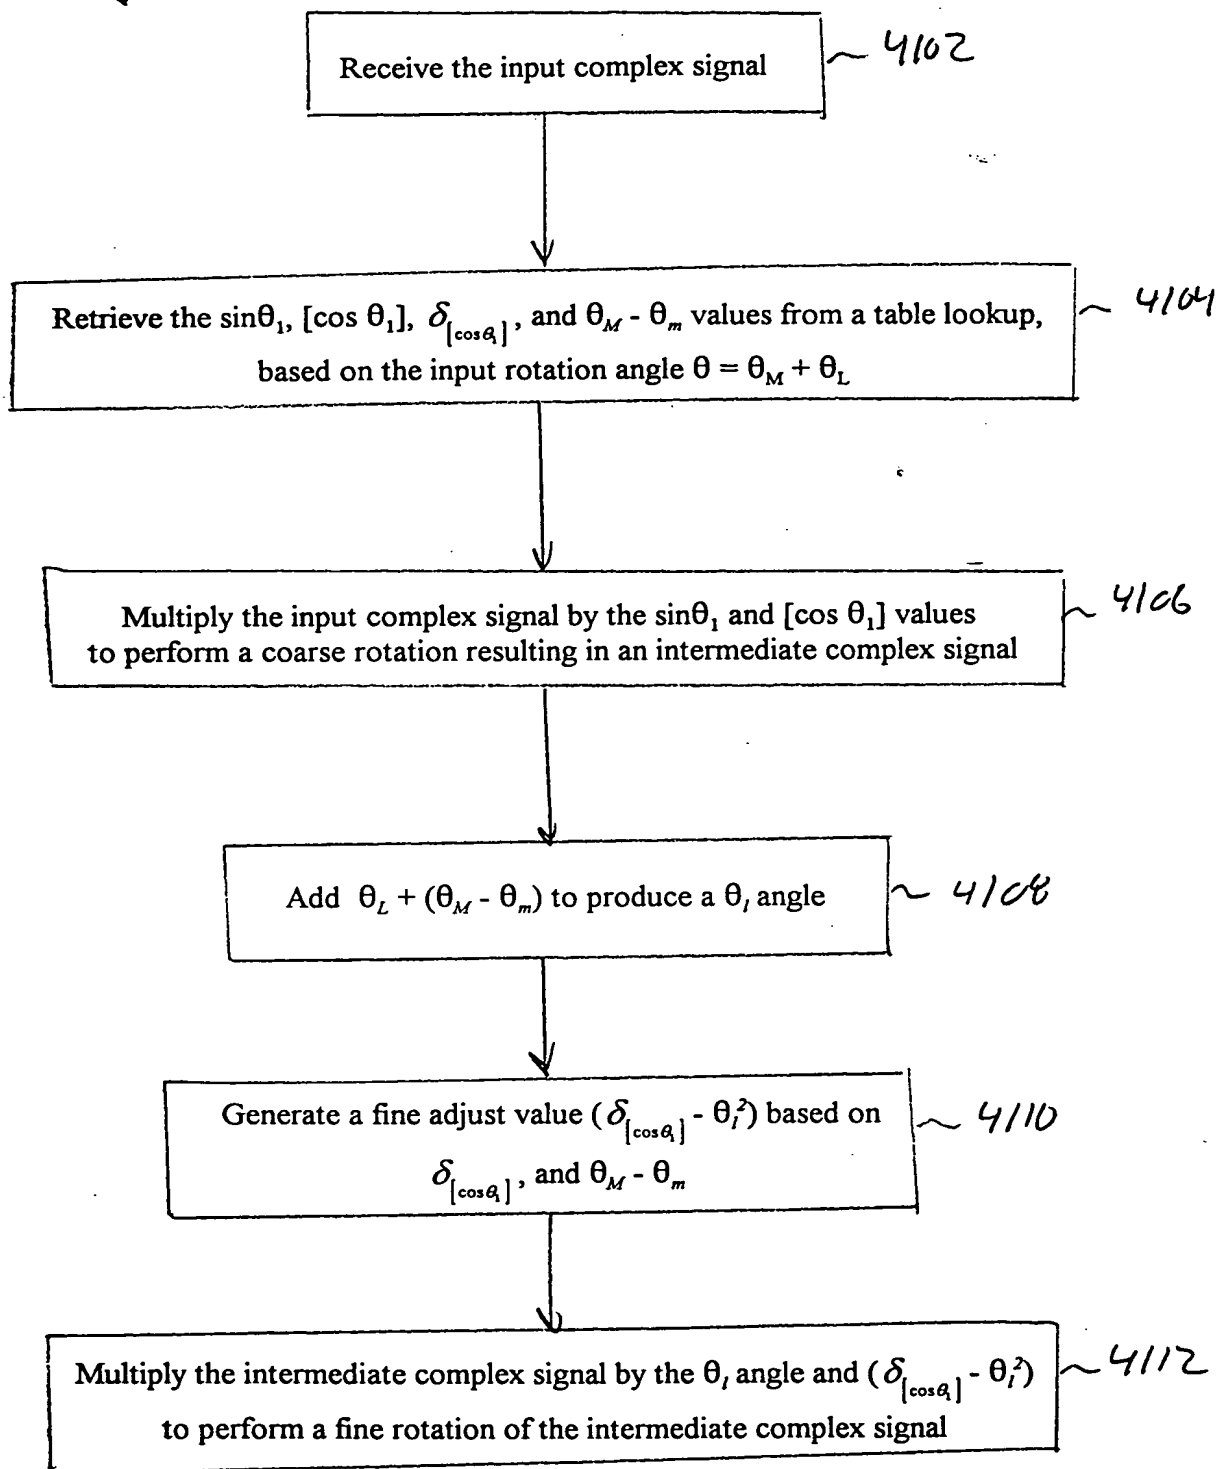 Receive the input complex signal
4102
Retrieve the sinθ₁, [cos θ₁], δ[cosθ₁], and θM - θm values from a table lookup,
based on the input rotation angle θ = θM + θL
4104
Multiply the input complex signal by the sinθ₁ and [cos θ₁] values
to perform a coarse rotation resulting in an intermediate complex signal
4106
Add θL + (θM - θm) to produce a θl angle
4108
Generate a fine adjust value (δ[cosθ₁] - θl²) based on
δ[cosθ₁], and θM - θm
4110
Multiply the intermediate complex signal by the θl angle and (δ[cosθ₁] - θl²)
to perform a fine rotation of the intermediate complex signal
4112